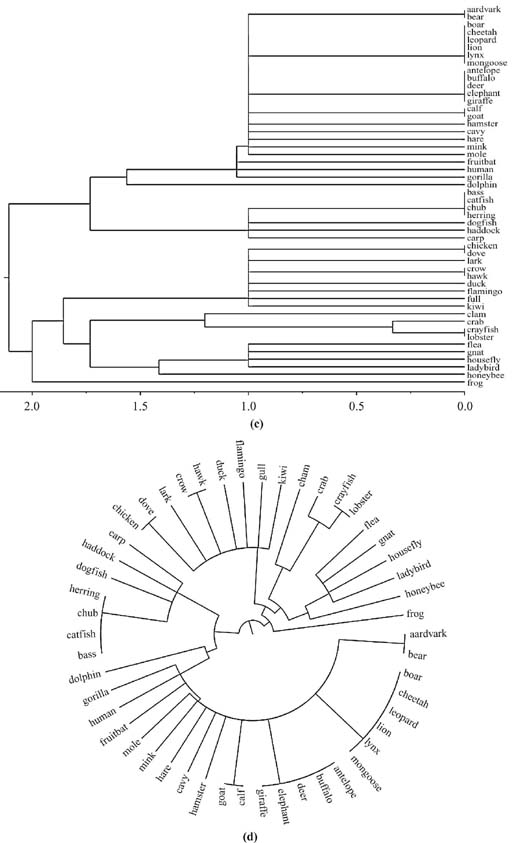 aardvark
bear
boar
cheetah
leopard
lion
lynx
mongoose
antelope
buffalo
deer
elephant
giraffe
calf
goat
hamster
cavy
hare
mink
mole
fruitbat
human
gorilla
dolphin
bass
catfish
chub
herring
dogfish
haddock
carp
chicken
dove
lark
crow
hawk
duck
flamingo
full
kiwi
clam
crab
crayfish
lobster
flea
gnat
housefly
ladybird
honeybee
frog
2.0 1.5 1.0 0.5 0.0
(c)
flamingo
gull
kiwi
cham
crab
crayfish
lobster
flea
gnat
housefly
ladybird
honeybee
frog
aardvark
bear
boar
cheetah
leopard
lion
lynx
mongoose
antelope
buffalo
deer
elephant
giraffe
calf
goat
hamster
cavy
hare
mink
mole
fruitbat
human
gorilla
dolphin
bass
catfish
chub
herring
dogfish
haddock
carp
chicken
dove
lark
crow
hawk
duck
(d)